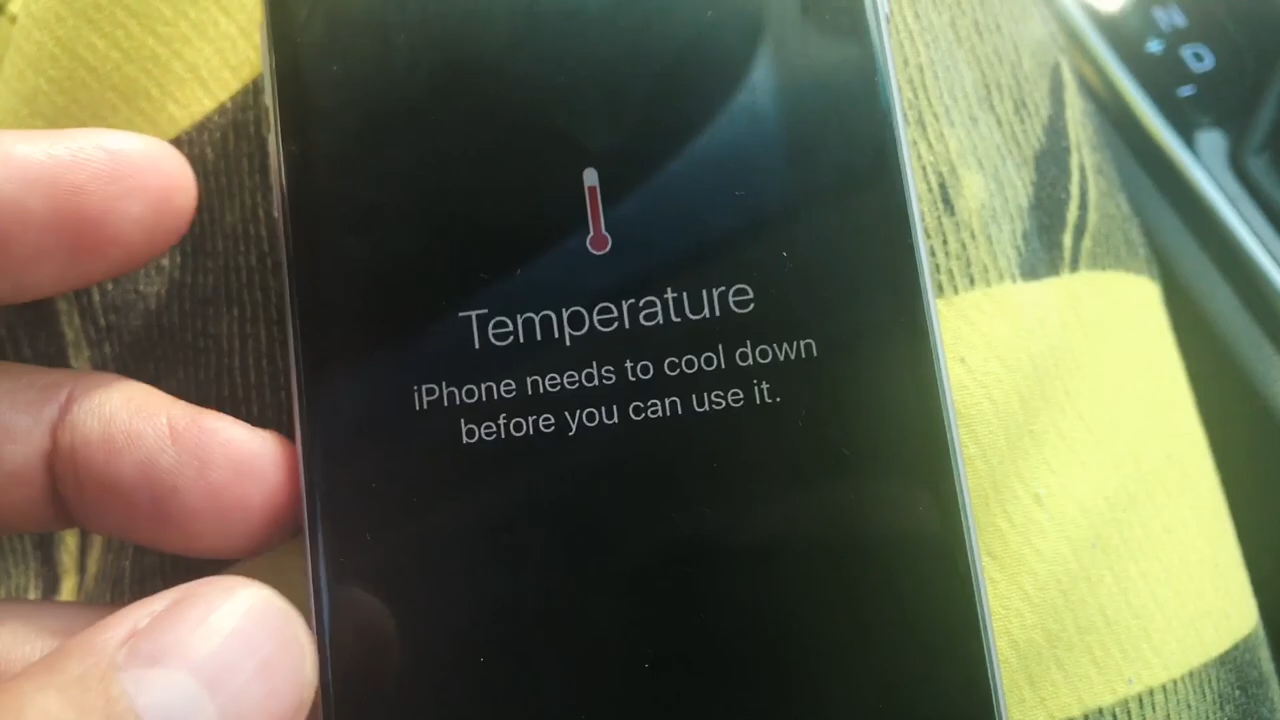 Temperature
iPhone needs to cool down
before you can use it.
N
+ D
-